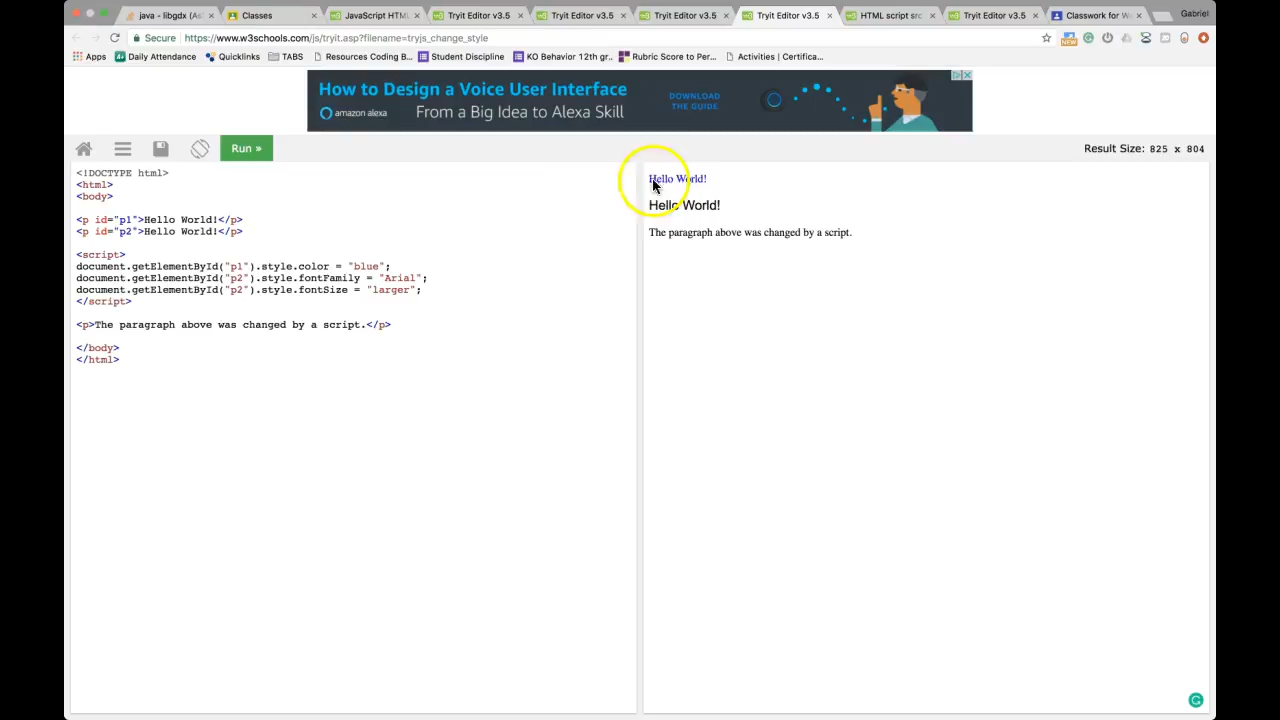 java - libgdx (As
Classes
JavaScript HTML
Tryit Editor v3.5
Tryit Editor v3.5
Tryit Editor v3.5
Tryit Editor v3.5
HTML script src
Tryit Editor v3.5
Classwork for W
Gabriel
Secure
https://www.w3schools.com/js/tryit.asp?filename=tryjs_change_style
NEW
Apps
Daily Attendance
Quicklinks
TABS
Resources Coding B...
Student Discipline
KO Behavior 12th gr..
Rubric Score to Per...
Activities | Certifica...
How to Design a Voice User Interface
amazon alexa
From a Big Idea to Alexa Skill
DOWNLOAD
THE GUIDE
Run »
Result Size: 825 x 804
<!DOCTYPE html>
<html>
<body>
<p id="p1">Hello World!</p>
<p id="p2">Hello World!</p>
<script>
document.getElementById("p1").style.color = "blue";
document.getElementById("p2").style.fontFamily = "Arial";
document.getElementById("p2").style.fontSize = "larger";
</script>
<p>The paragraph above was changed by a script.</p>
</body>
</html>
Hello World!
Hello World!
The paragraph above was changed by a script.